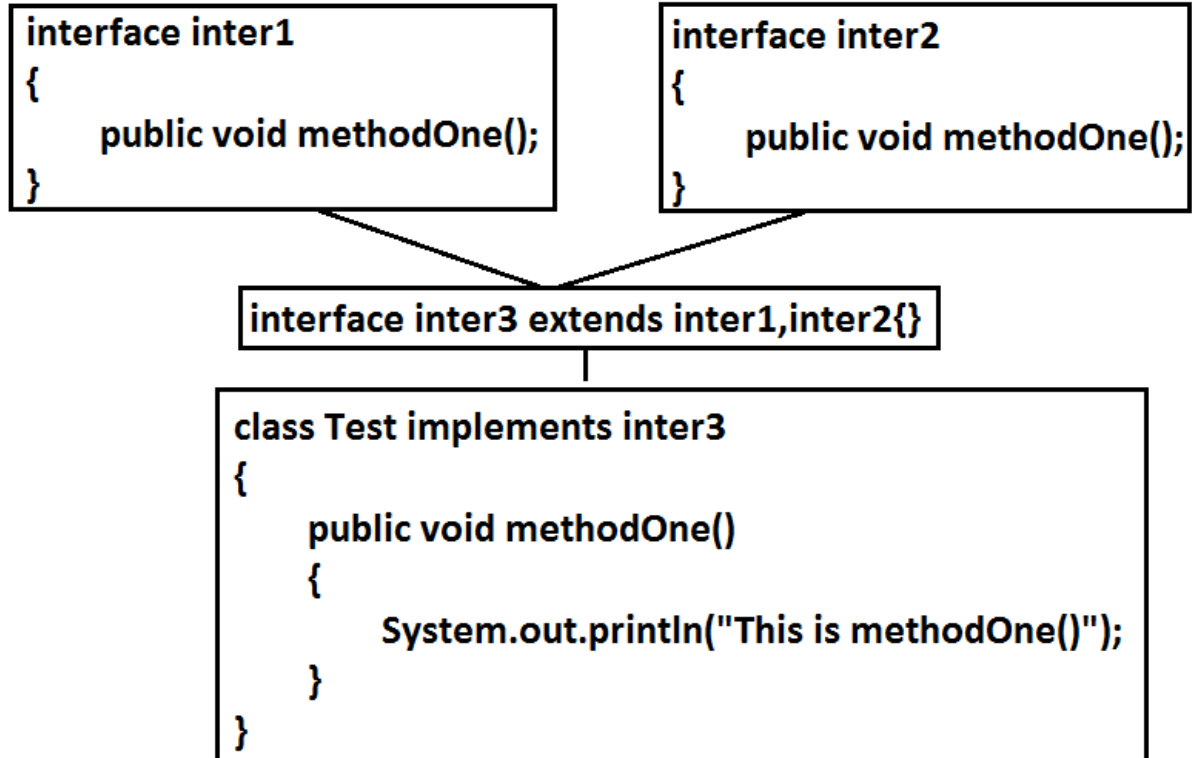 interface inter1
{
public void methodOne();
}
interface inter2
{
public void methodOne();
}
interface inter3 extends inter1,inter2{}
class Test implements inter3
{
public void methodOne()
{
System.out.println("This is methodOne()");
}
}